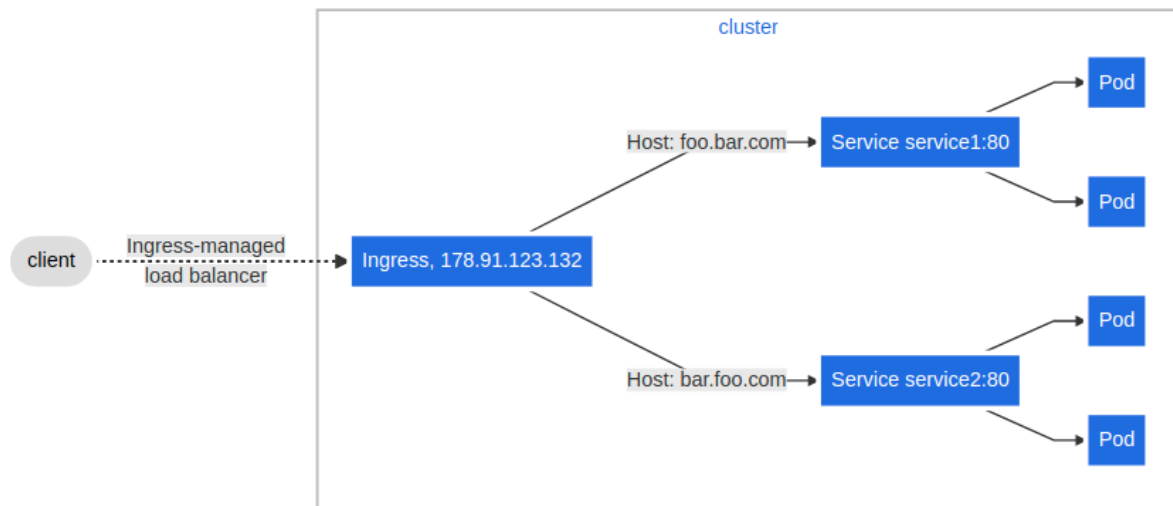 cluster
Pod
Host: foo.bar.com
Service service1:80
Pod
client
Ingress-managed
load balancer
Ingress, 178.91.123.132
Pod
Host: bar.foo.com
Service service2:80
Pod